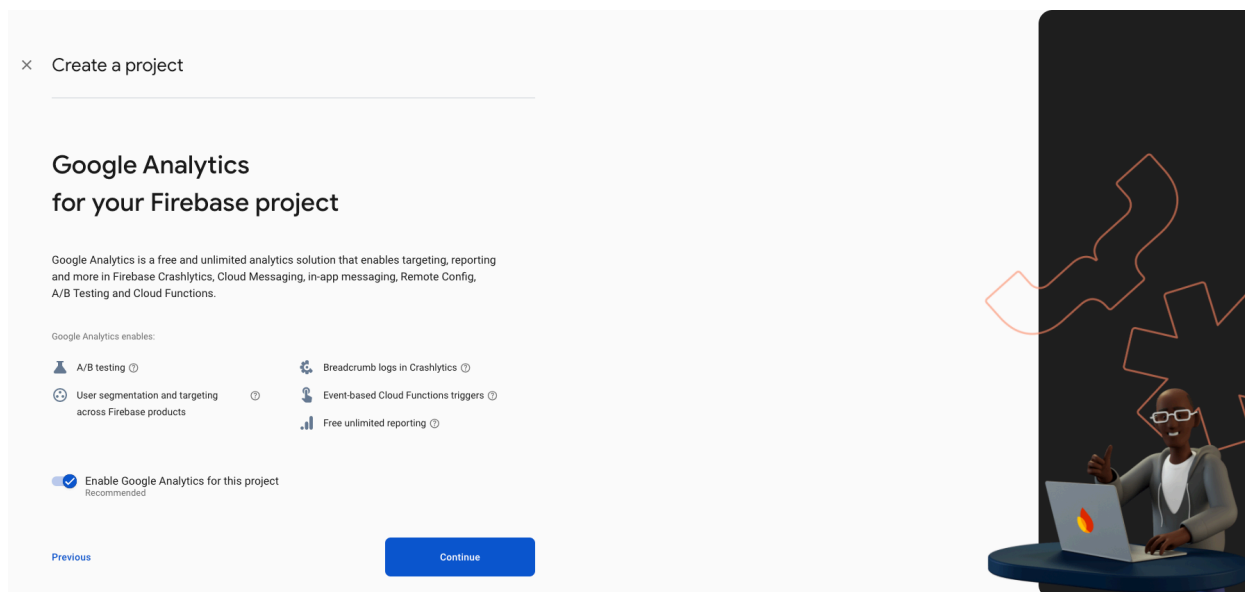 Create a project
Google Analytics
for your Firebase project
Google Analytics is a free and unlimited analytics solution that enables targeting, reporting
and more in Firebase Crashlytics, Cloud Messaging, in-app messaging, Remote Config,
A/B Testing and Cloud Functions.
Google Analytics enables:
A/B testing
User segmentation and targeting
across Firebase products
Breadcrumb logs in Crashlytics
Event-based Cloud Functions triggers
Free unlimited reporting
Enable Google Analytics for this project
Recommended
Previous
Continue